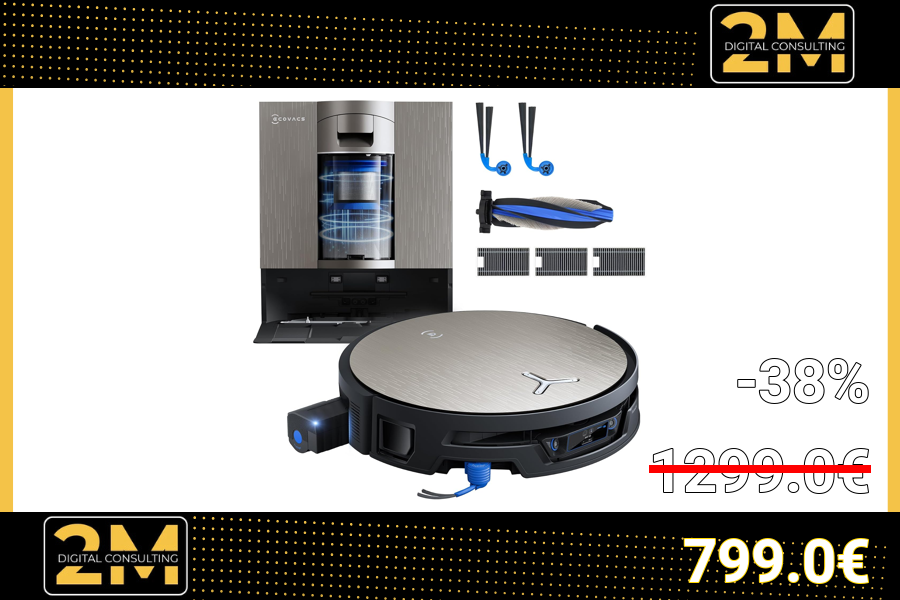 2M
DIGITAL CONSULTING
ECOVACS
-38%
1299.0€
2M
DIGITAL CONSULTING
799.0€